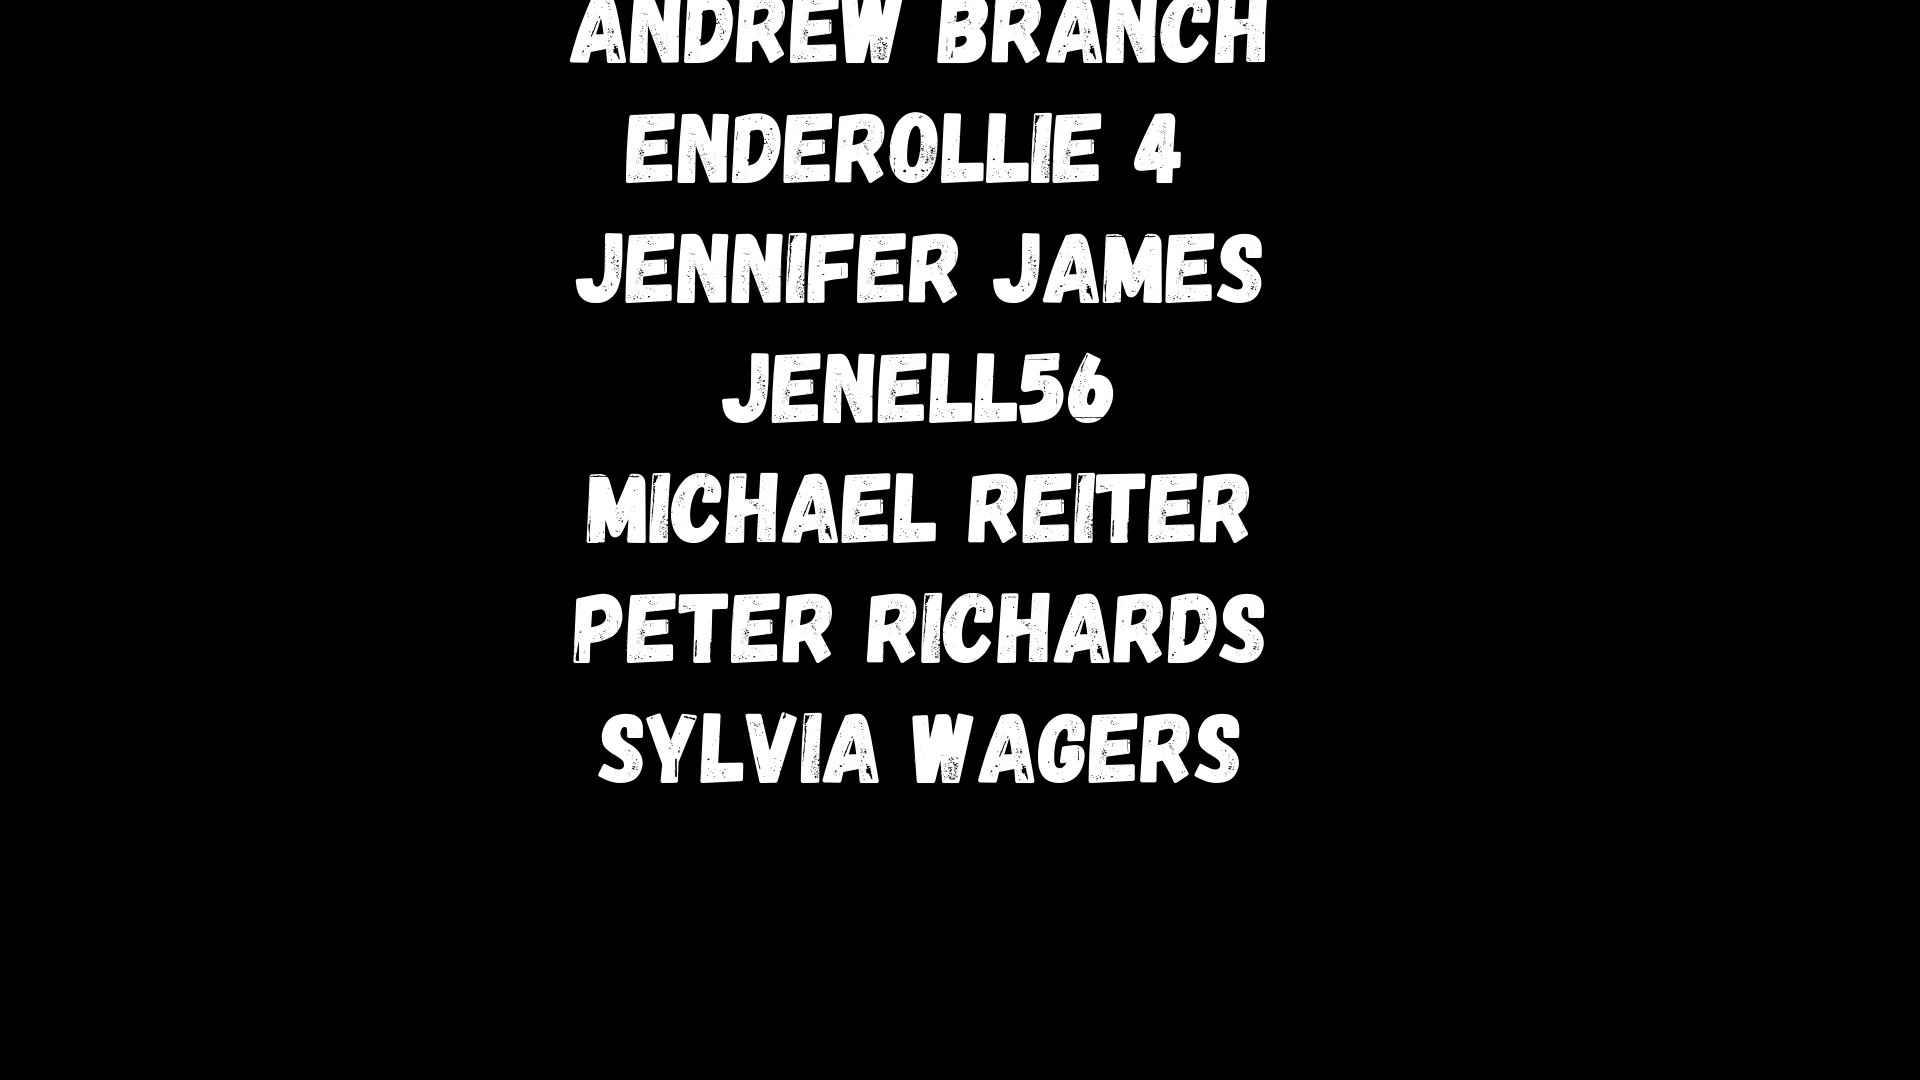 ANDREW BRANCH
ENDEROLLIE 4
JENNIFER JAMES
JENELL56
MICHAEL REITER
PETER RICHARDS
SYLVIA WAGERS